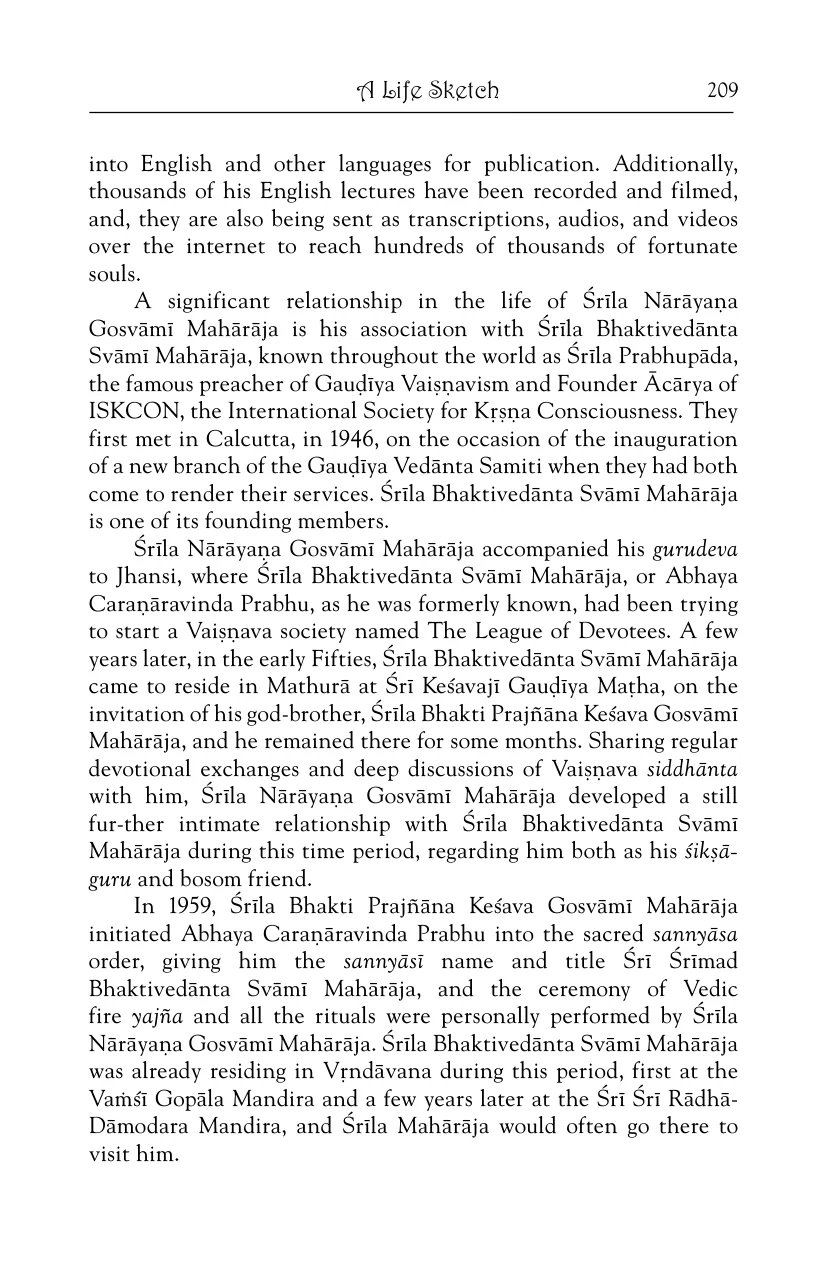 A Life Sketch 209
into English and other languages for publication. Additionally,
thousands of his English lectures have been recorded and filmed,
and, they are also being sent as transcriptions, audios, and videos
over the internet to reach hundreds of thousands of fortunate
souls.
A significant relationship in the life of Śrīla Nārāyaṇa
Gosvāmī Mahārāja is his association with Śrīla Bhaktivedānta
Svāmī Mahārāja, known throughout the world as Śrīla Prabhupāda,
the famous preacher of Gauḍīya Vaiṣṇavism and Founder Ācārya of
ISKCON, the International Society for Kṛṣṇa Consciousness. They
first met in Calcutta, in 1946, on the occasion of the inauguration
of a new branch of the Gauḍīya Vedānta Samiti when they had both
come to render their services. Śrīla Bhaktivedānta Svāmī Mahārāja
is one of its founding members.
Śrīla Nārāyaṇa Gosvāmī Mahārāja accompanied his gurudeva
to Jhansi, where Śrīla Bhaktivedānta Svāmī Mahārāja, or Abhaya
Caraṇāravinda Prabhu, as he was formerly known, had been trying
to start a Vaiṣṇava society named The League of Devotees. A few
years later, in the early Fifties, Śrīla Bhaktivedānta Svāmī Mahārāja
came to reside in Mathurā at Śrī Keśavajī Gauḍīya Maṭha, on the
invitation of his god-brother, Śrīla Bhakti Prajñāna Keśava Gosvāmī
Mahārāja, and he remained there for some months. Sharing regular
devotional exchanges and deep discussions of Vaiṣṇava siddhānta
with him, Śrīla Nārāyaṇa Gosvāmī Mahārāja developed a still
fur-ther intimate relationship with Śrīla Bhaktivedānta Svāmī
Mahārāja during this time period, regarding him both as his śikṣā-
guru and bosom friend.
In 1959, Śrīla Bhakti Prajñāna Keśava Gosvāmī Mahārāja
initiated Abhaya Caraṇāravinda Prabhu into the sacred sannyāsa
order, giving him the sannyāsī name and title Śrī Śrīmad
Bhaktivedānta Svāmī Mahārāja, and the ceremony of Vedic
fire yajña and all the rituals were personally performed by Śrīla
Nārāyaṇa Gosvāmī Mahārāja. Śrīla Bhaktivedānta Svāmī Mahārāja
was already residing in Vṛndāvana during this period, first at the
Vaṁśī Gopāla Mandira and a few years later at the Śrī Śrī Rādhā-
Dāmodara Mandira, and Śrīla Mahārāja would often go there to
visit him.